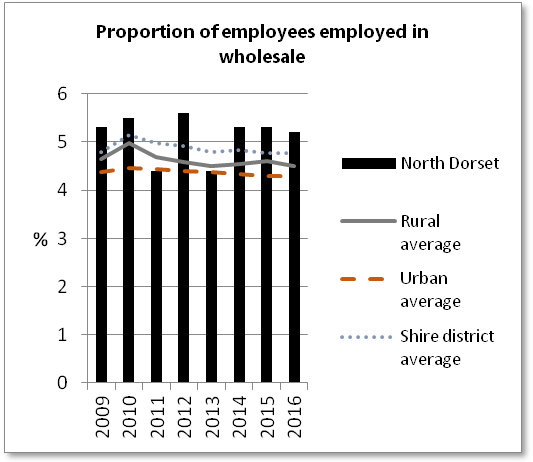 Proportion of employees employed in
wholesale
6
5
4
3
2
1
0
%
2009
2010
2011
2012
2013
2014
2015
2016
North Dorset
Rural
average
Urban
average
Shire district
average